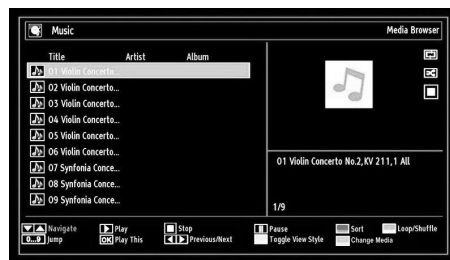 Music Media Browser
Title Artist Album
01 Violin Concerto...
02 Violin Concerto...
03 Violin Concerto...
04 Violin Concerto...
05 Violin Concerto...
06 Violin Concerto...
07 Synfonia Conce...
08 Synfonia Conce...
09 Synfonia Conce...
01 Violin Concerto No.2,KV 211,1 All
1/9
Navigate Play Stop Pause Sort Loop/Shuffle
0...9 Jump OK Play This Previous/Next Toggle View Style Change Media